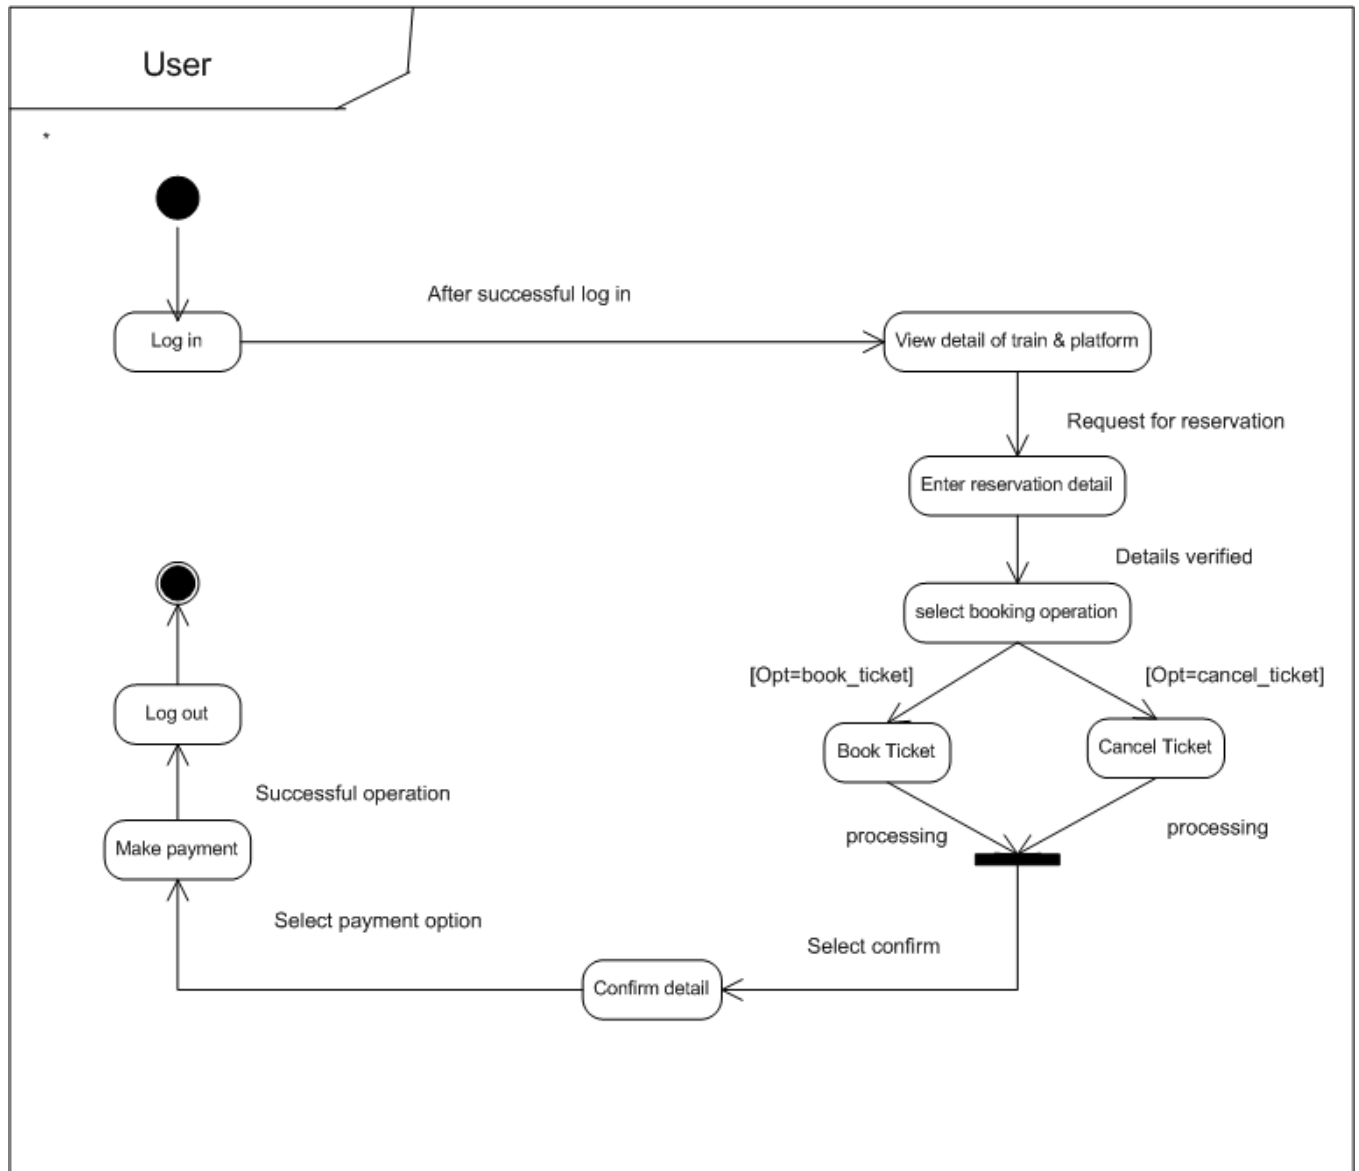 User
*
After successful log in
Log in
View detail of train & platform
Request for reservation
Enter reservation detail
Details verified
select booking operation
[Opt=book_ticket]
[Opt=cancel_ticket]
Book Ticket
Cancel Ticket
processing
processing
Select confirm
Confirm detail
Select payment option
Make payment
Successful operation
Log out